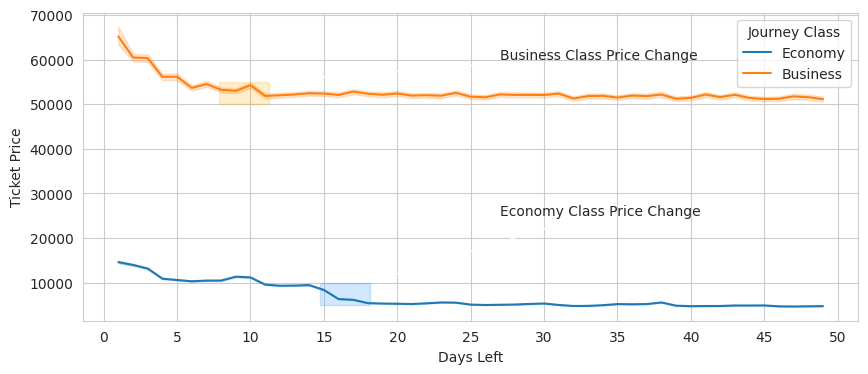 70000
60000
50000
40000
30000
20000
10000
Ticket Price
Business Class Price Change
Economy Class Price Change
Journey Class
Economy
Business
0 5 10 15 20 25 30 35 40 45 50
Days Left